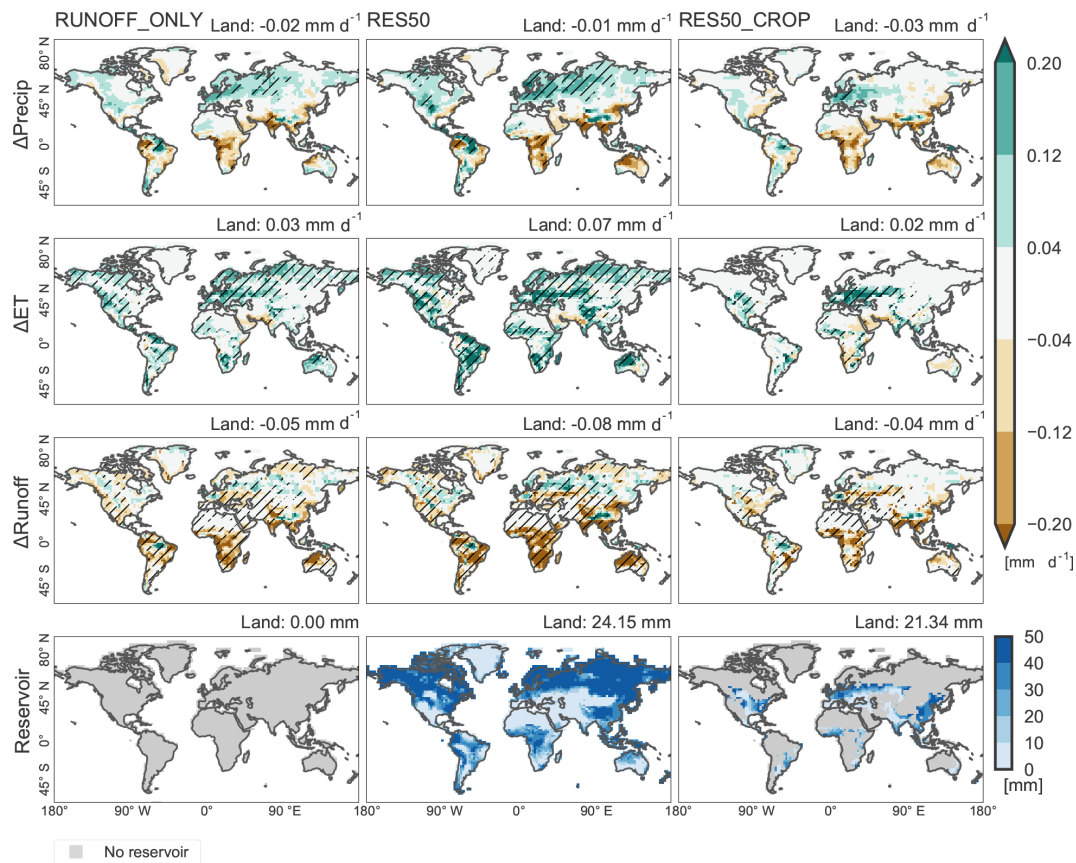 RUNOFF_ONLY RES50 RES50_CROP
Land: -0.02 mm d⁻¹ Land: -0.01 mm d⁻¹ Land: -0.03 mm d⁻¹
ΔPrecip 80° N 45° N 0° 45° S
Land: 0.03 mm d⁻¹ Land: 0.07 mm d⁻¹ Land: 0.02 mm d⁻¹
ΔET 80° N 45° N 0° 45° S
Land: -0.05 mm d⁻¹ Land: -0.08 mm d⁻¹ Land: -0.04 mm d⁻¹
ΔRunoff 80° N 45° N 0° 45° S
0.20
0.12
0.04
−0.04
−0.12
−0.20
[mm d⁻¹]
Land: 0.00 mm Land: 24.15 mm Land: 21.34 mm
Reservoir 80° N 45° N 0° 45° S
50
40
30
20
10
0
[mm]
180° 90° W 0° 90° E 180° 90° W 0° 90° E 180° 90° W 0° 90° E 180°
No reservoir